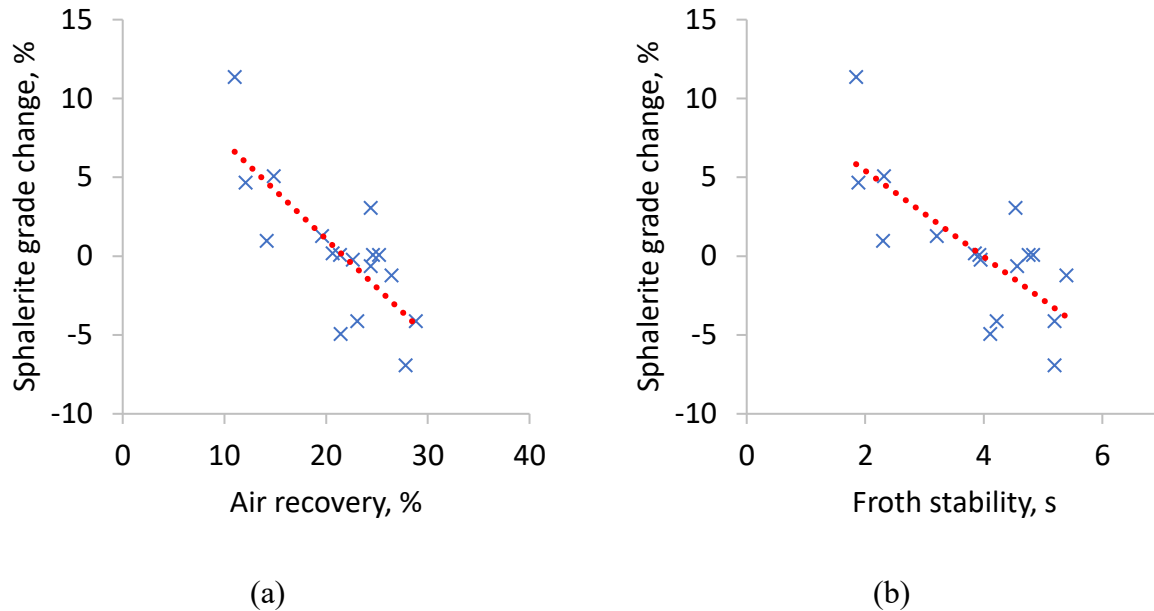 Sphalerite grade change, %
15
10
5
0
-5
-10
0 10 20 30 40
Air recovery, %
(a)
Sphalerite grade change, %
15
10
5
0
-5
-10
0 2 4 6
Froth stability, s
(b)